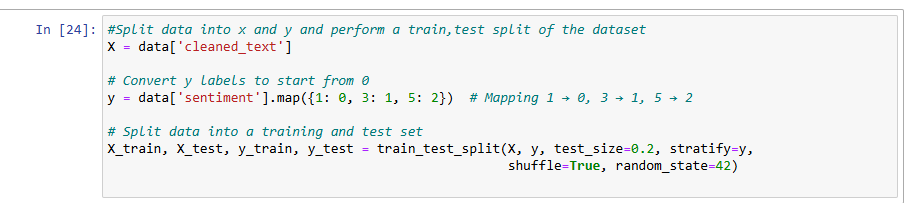 In [24]: #Split data into x and y and perform a train,test split of the dataset
X = data['cleaned_text']
# Convert y labels to start from 0
y = data['sentiment'].map({1: 0, 3: 1, 5: 2})  # Mapping 1 → 0, 3 → 1, 5 → 2
# Split data into a training and test set
X_train, X_test, y_train, y_test = train_test_split(X, y, test_size=0.2, stratify=y,
shuffle=True, random_state=42)